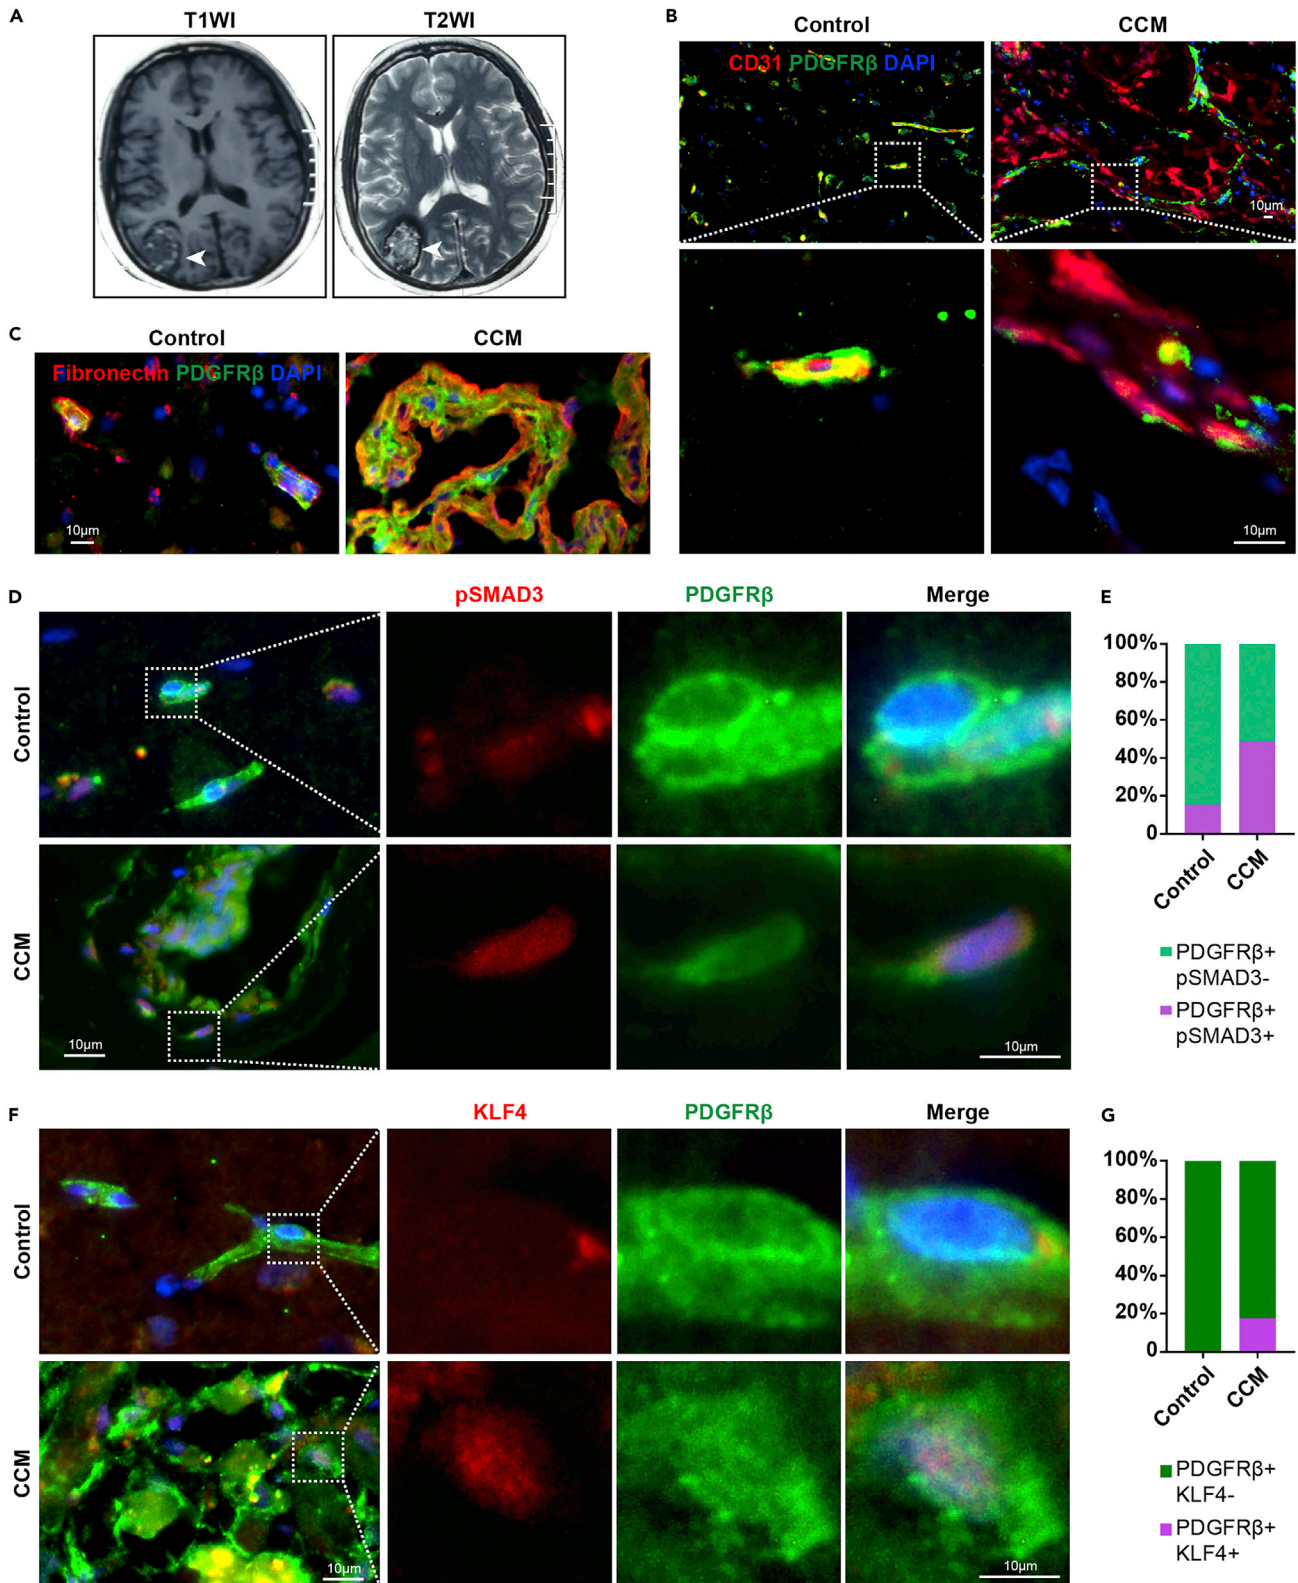 A
T1WI
T2WI
B
Control
CCM
CD31 PDGFRβ DAPI
10µm
10µm
C
Control
CCM
Fibronectin PDGFRβ DAPI
10µm
D
pSMAD3
PDGFRβ
Merge
Control
CCM
10µm
10µm
E
100%
80%
60%
40%
20%
0
Control
CCM
PDGFRβ+
pSMAD3-
PDGFRβ+
pSMAD3+
F
KLF4
PDGFRβ
Merge
Control
CCM
10µm
10µm
G
100%
80%
60%
40%
20%
0
Control
CCM
PDGFRβ+
KLF4-
PDGFRβ+
KLF4+